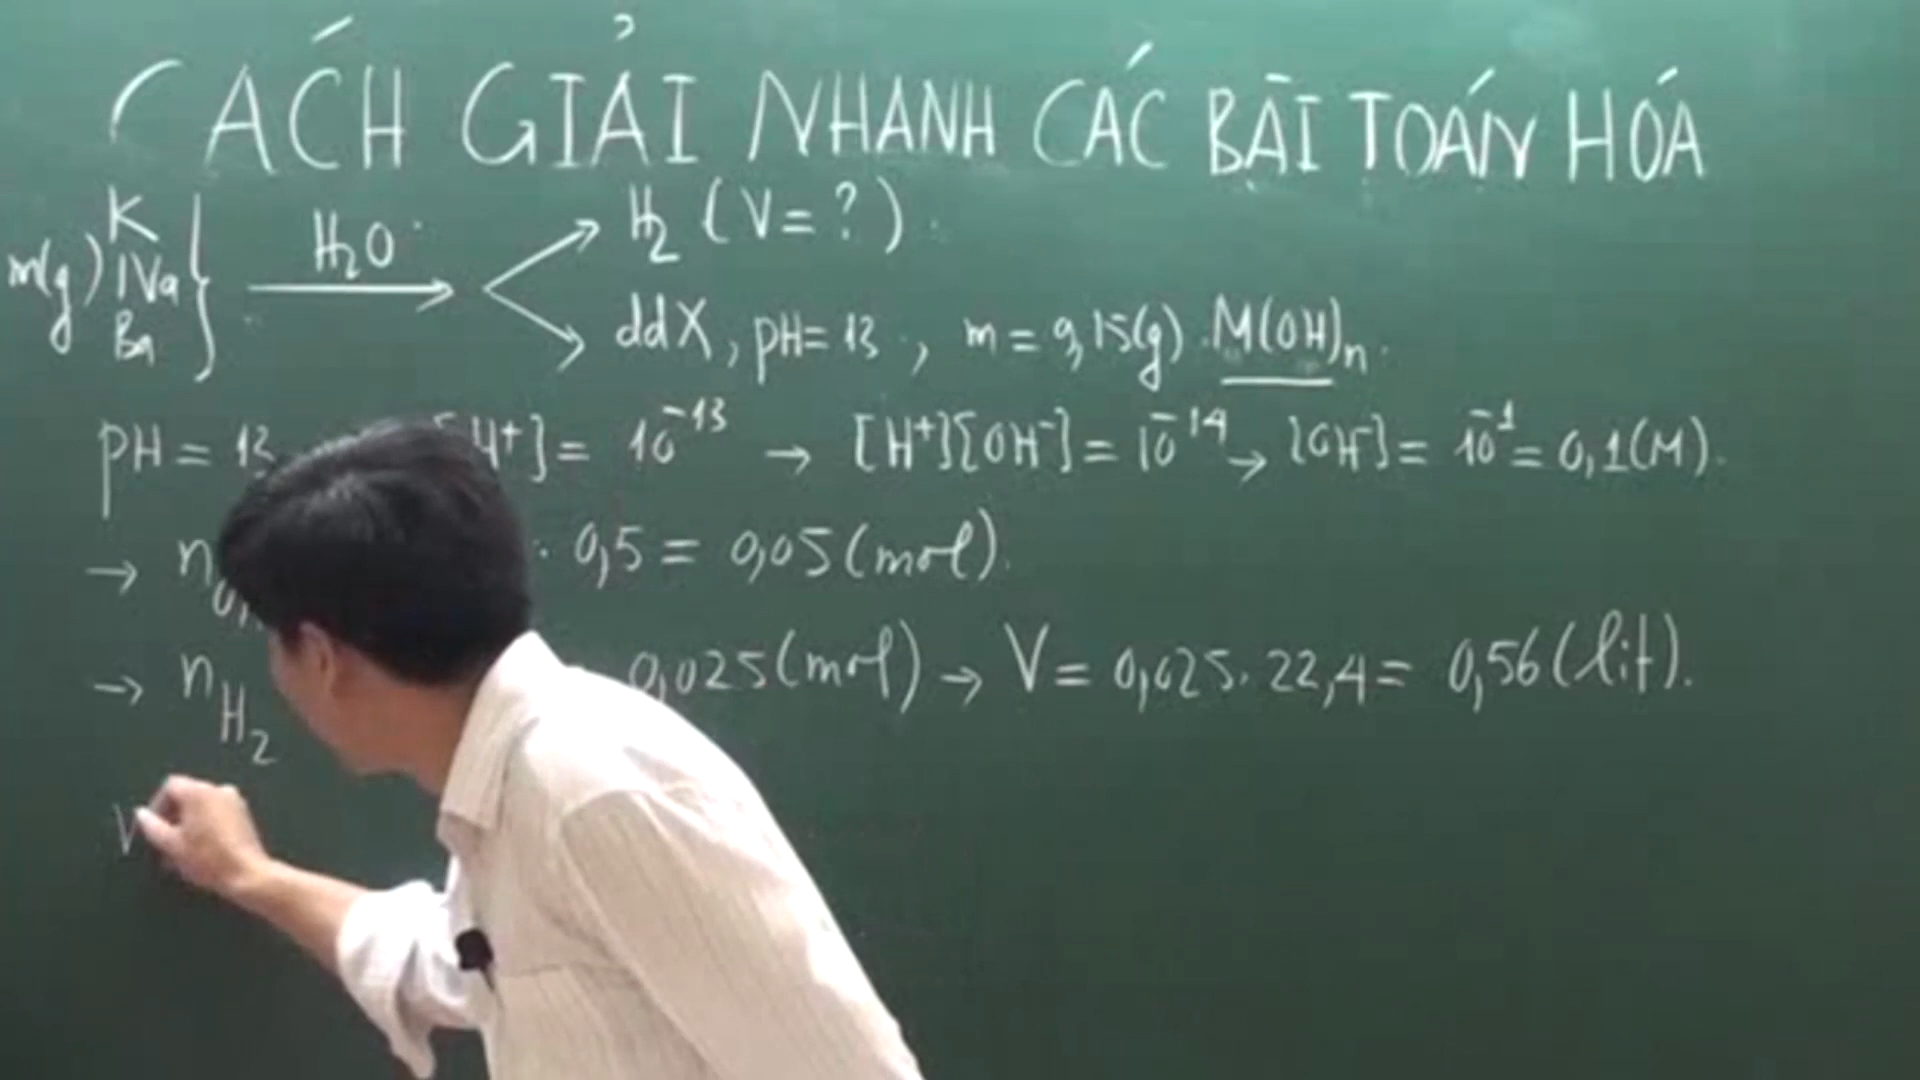 CÁCH GIẢI NHANH CÁC BÀI TOÁN HÓA
m(g) K Na Ba } H₂O → H₂ (V = ?).
ddX, pH = 13, m = 9,15(g). M(OH)n.
pH = 13 H⁺] = 10⁻¹³ → [H⁺][OH⁻] = 10⁻¹⁴ → [OH⁻] = 10⁻¹ = 0,1(M).
→ n . 0,5 = 0,05 (mol).
→ nH₂ 0,025 (mol) → V = 0,025. 22,4 = 0,56 (lít).
V